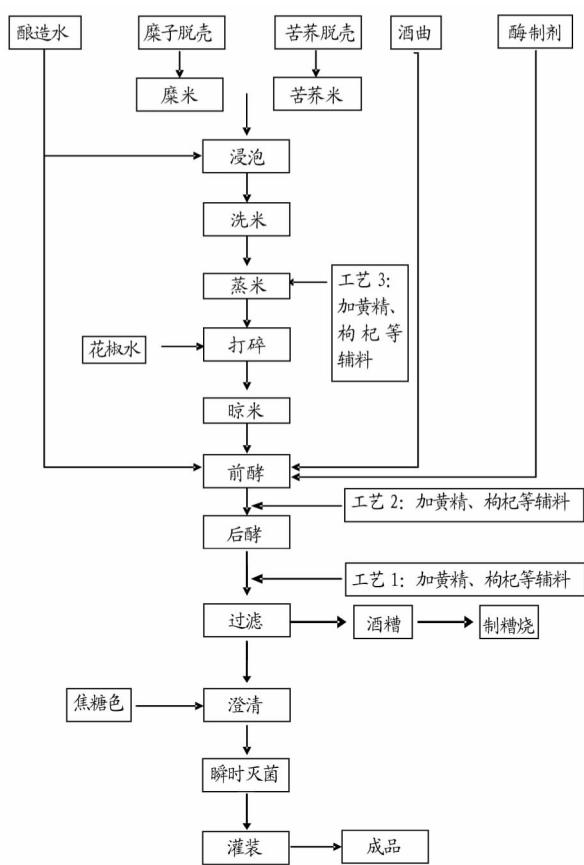 酿造水
糜子脱壳
苦荞脱壳
酒曲
酶制剂
糜米
苦荞米
浸泡
洗米
蒸米
工艺 3：
加黄精、
枸杞等
辅料
花椒水
打碎
晾米
前酵
工艺 2：加黄精、枸杞等辅料
后酵
工艺 1：加黄精、枸杞等辅料
过滤
酒糟
制糟烧
焦糖色
澄清
瞬时灭菌
灌装
成品